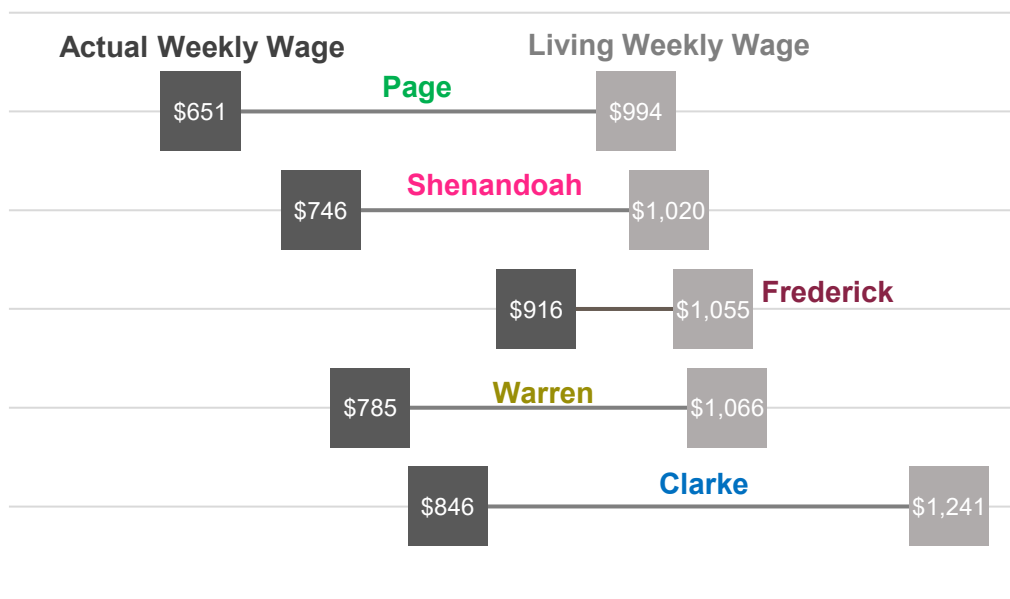 Actual Weekly Wage
Living Weekly Wage
Page
$651
$994
Shenandoah
$746
$1,020
Frederick
$916
$1,055
Warren
$785
$1,066
Clarke
$846
$1,241